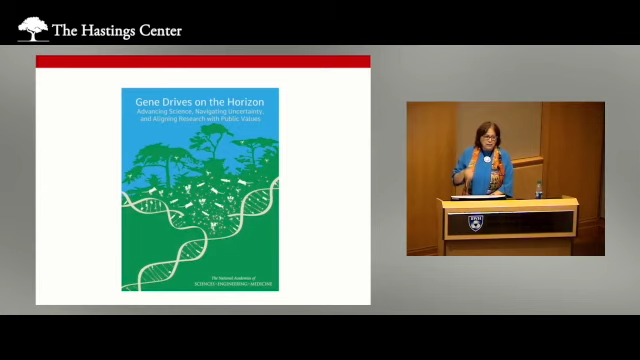 The Hastings Center
Gene Drives on the Horizon
Advancing Science, Navigating Uncertainty,
and Aligning Research with Public Values
The National Academies of
SCIENCES • ENGINEERING • MEDICINE